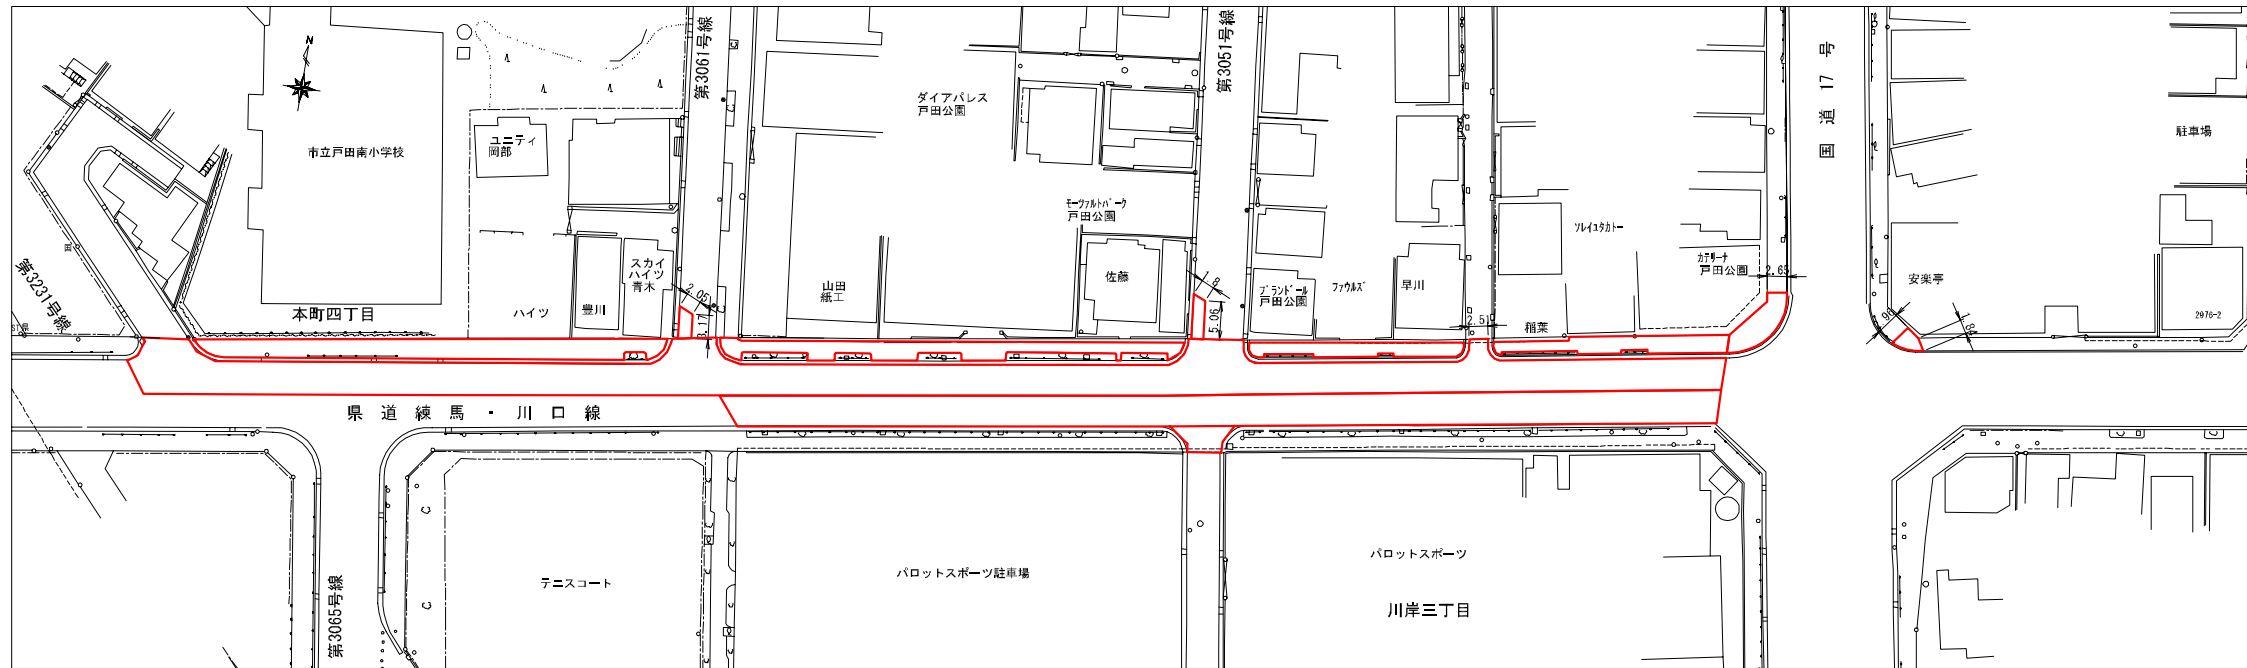 N
市立戸田南小学校
本町四丁目
第3231号線
ユニティ
岡部
ハイツ
豊川
スカイ
ハイツ
青木
第3061号線
2.05
山田
紙工
ダイアパレス
戸田公園
モーツァルトパーク
戸田公園
佐藤
第3051号線
1.8
5.06
ブランドール
戸田公園
ファウルズ
早川
2.51
稲葉
ソレイユタカトー
カテリーナ
戸田公園
2.65
国道17号
駐車場
安楽亭
1.84
2976-2
県道練馬・川口線
第3065号線
テニスコート
パロットスポーツ駐車場
パロットスポーツ
川岸三丁目